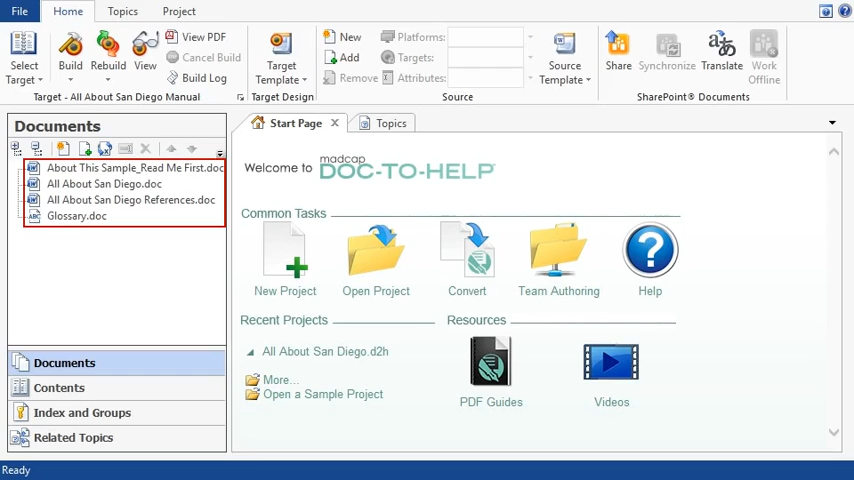 File Home Topics Project
Select Target Build Rebuild View View PDF Cancel Build Build Log
Target Template New Add Remove Platforms: Targets: Attributes: Source Template
Share Synchronize Translate Work Offline
Target - All About San Diego Manual Target Design Source SharePoint® Documents
Documents
About This Sample_Read Me First.doc
All About San Diego.doc
All About San Diego References.doc
Glossary.doc
Documents
Contents
Index and Groups
Related Topics
Start Page Topics
Welcome to madcap DOC-TO-HELP
Common Tasks
New Project Open Project Convert Team Authoring Help
Recent Projects Resources
All About San Diego.d2h
More...
Open a Sample Project
PDF Guides Videos
Ready